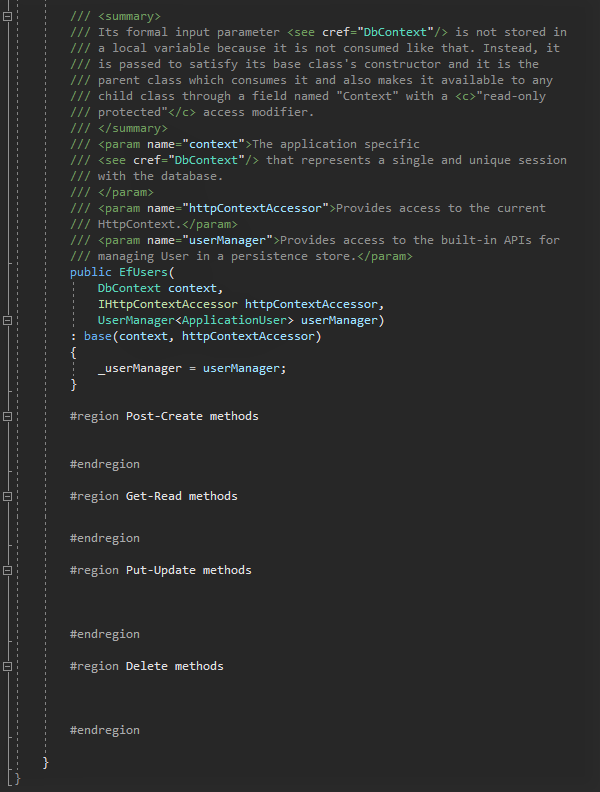 /// <summary>
/// Its formal input parameter <see cref="DbContext"/> is not stored in
/// a local variable because it is not consumed like that. Instead, it
/// is passed to satisfy its base class's constructor and it is the
/// parent class which consumes it and also makes it available to any
/// child class through a field named "Context" with a <c>"read-only
/// protected"</c> access modifier.
/// </summary>
/// <param name="context">The application specific
/// <see cref="DbContext"/> that represents a single and unique session
/// with the database.
/// </param>
/// <param name="httpContextAccessor">Provides access to the current
/// HttpContext.</param>
/// <param name="userManager">Provides access to the built-in APIs for
/// managing User in a persistence store.</param>
public EfUsers(
DbContext context,
IHttpContextAccessor httpContextAccessor,
UserManager<ApplicationUser> userManager)
: base(context, httpContextAccessor)
{
_userManager = userManager;
}
#region Post-Create methods
#endregion
#region Get-Read methods
#endregion
#region Put-Update methods
#endregion
#region Delete methods
#endregion
}
}